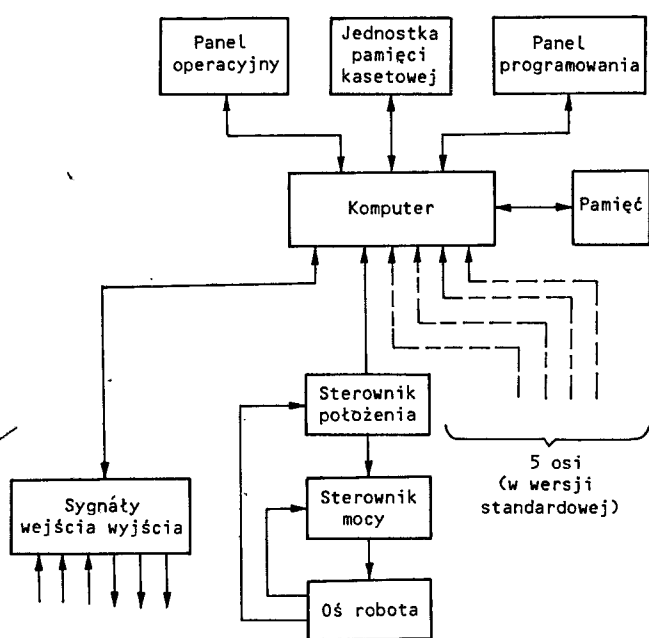 Panel
operacyjny
Jednostka
pamięci
kasetowej
Panel
programowania
Komputer
Pamięć
Sterownik
położenia
5 osi
(w wersji
standardowej)
Sygnáły
wejścia wyjścia
Sterownik
mocy
Oś robota